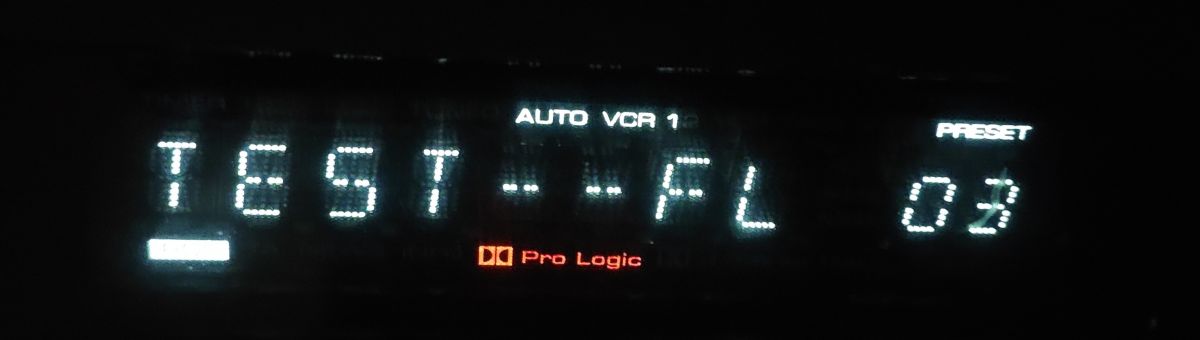 AUTO VCR 1
PRESET
TEST--FL 03
Pro Logic